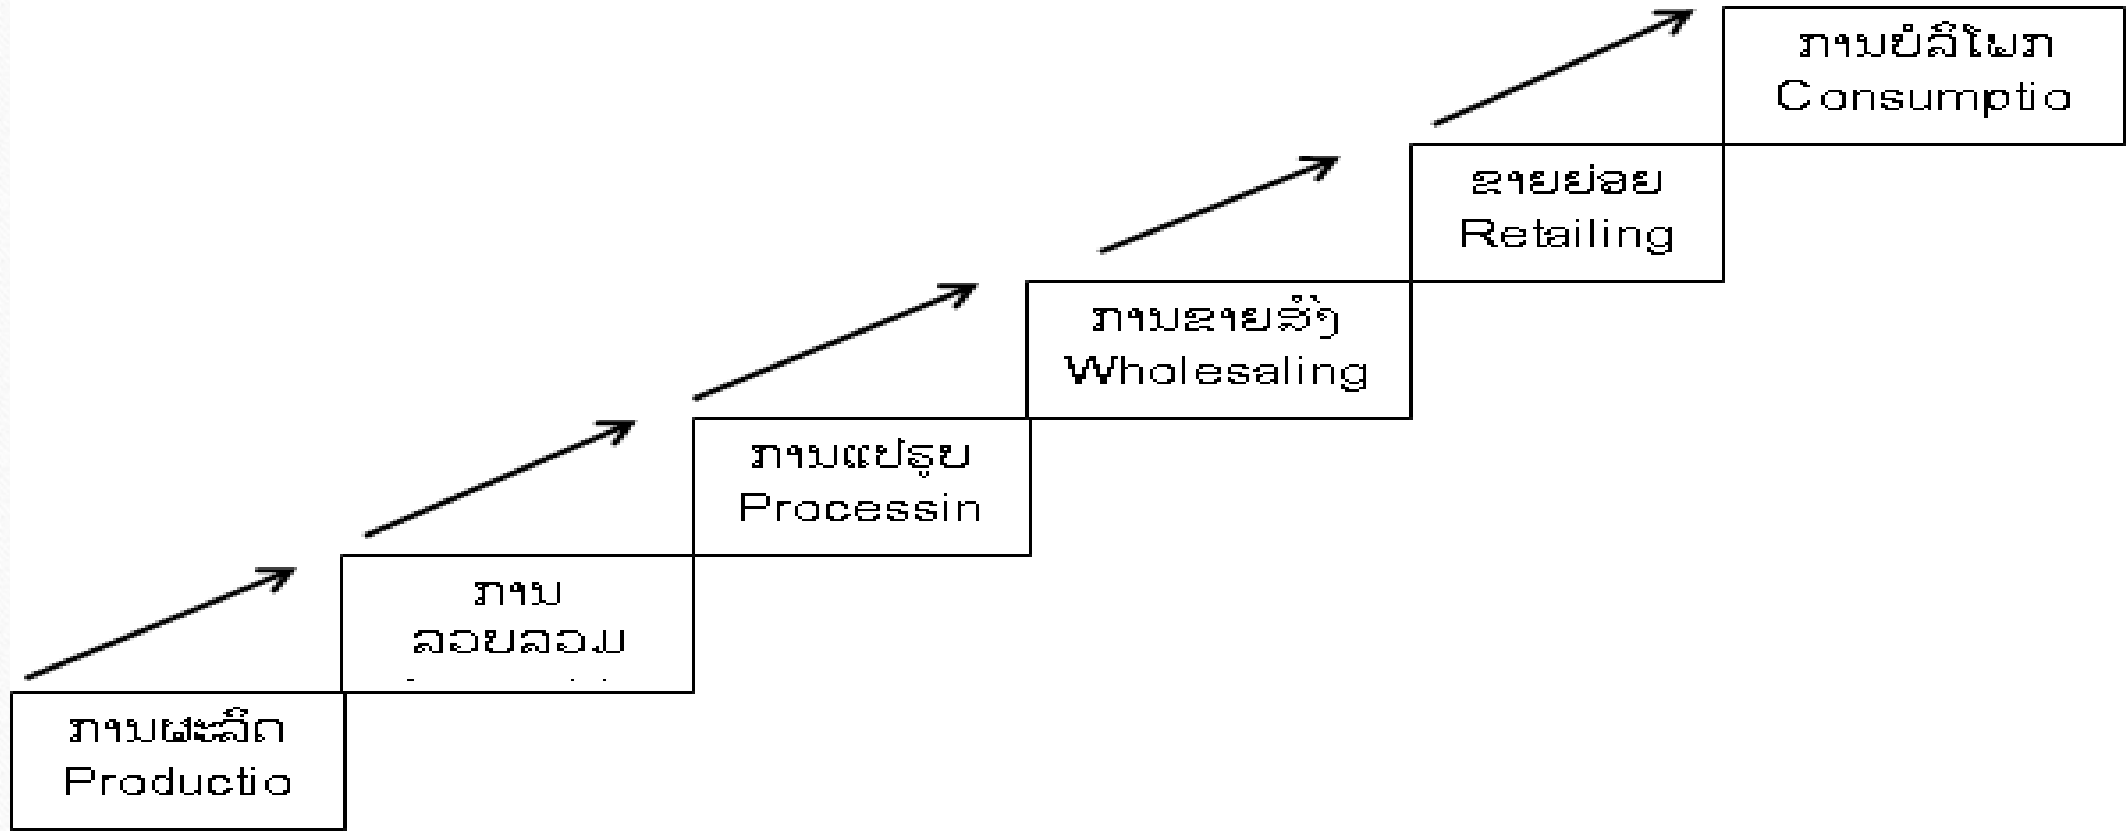 ການຜະລິດ
Productio
ການ
ລວບລວມ
ການແປຮູບ
Processin
ການຂາຍສົ່ງ
Wholesaling
ຂາຍຍ່ອຍ
Retailing
ການບໍລິໂພກ
Consumptio